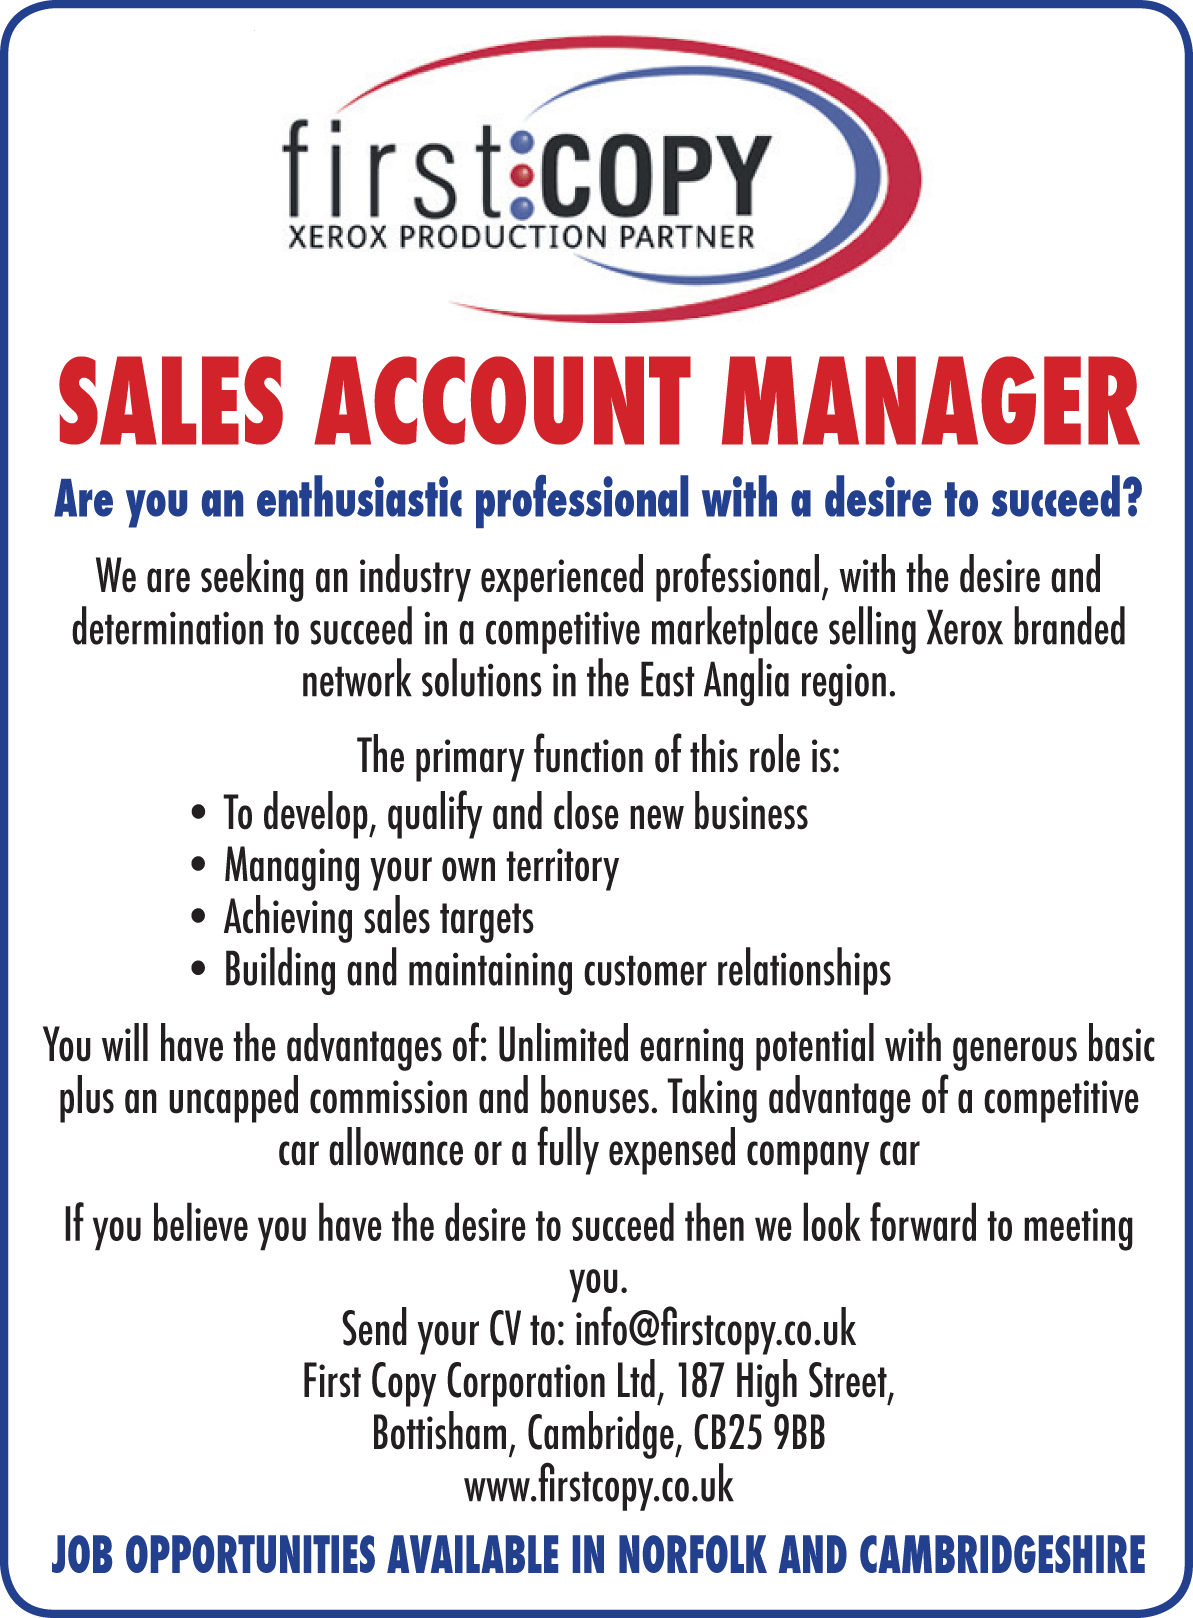 first:COPY
XEROX PRODUCTION PARTNER
SALES ACCOUNT MANAGER
Are you an enthusiastic professional with a desire to succeed?
We are seeking an industry experienced professional, with the desire and
determination to succeed in a competitive marketplace selling Xerox branded
network solutions in the East Anglia region.
The primary function of this role is:
• To develop, qualify and close new business
• Managing your own territory
• Achieving sales targets
• Building and maintaining customer relationships
You will have the advantages of: Unlimited earning potential with generous basic
plus an uncapped commission and bonuses. Taking advantage of a competitive
car allowance or a fully expensed company car
If you believe you have the desire to succeed then we look forward to meeting
you.
Send your CV to: info@firstcopy.co.uk
First Copy Corporation Ltd, 187 High Street,
Bottisham, Cambridge, CB25 9BB
www.firstcopy.co.uk
JOB OPPORTUNITIES AVAILABLE IN NORFOLK AND CAMBRIDGESHIRE